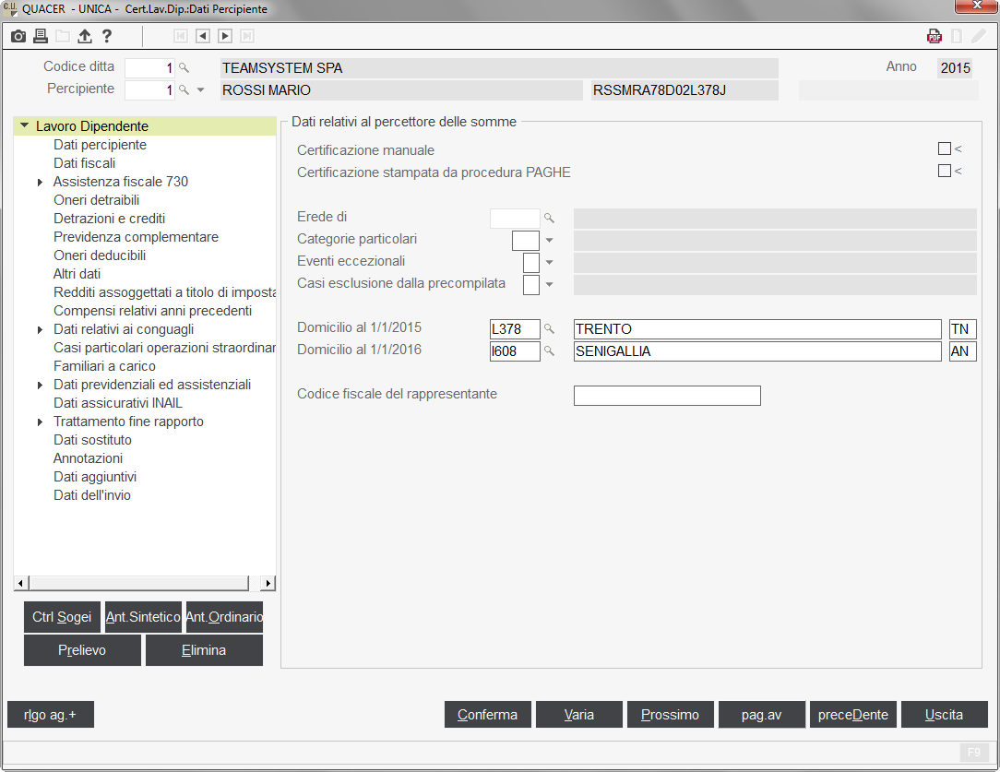 C.U. QUACER - UNICA - Cert.Lav.Dip.:Dati Percipiente
?
PDF
Codice ditta 1 TEAMSYSTEM SPA Anno 2015
Percipiente 1 ROSSI MARIO RSSMRA78D02L378J
Lavoro Dipendente
Dati percipiente
Dati fiscali
Assistenza fiscale 730
Oneri detraibili
Detrazioni e crediti
Previdenza complementare
Oneri deducibili
Altri dati
Redditi assoggettati a titolo di imposta
Compensi relativi anni precedenti
Dati relativi ai conguagli
Casi particolari operazioni straordinar
Familiari a carico
Dati previdenziali ed assistenziali
Dati assicurativi INAIL
Trattamento fine rapporto
Dati sostituto
Annotazioni
Dati aggiuntivi
Dati dell'invio
Ctrl Sogei Ant.Sintetico Ant.Ordinario
Prelievo Elimina
Dati relativi al percettore delle somme
Certificazione manuale <
Certificazione stampata da procedura PAGHE <
Erede di
Categorie particolari
Eventi eccezionali
Casi esclusione dalla precompilata
Domicilio al 1/1/2015 L378 TRENTO TN
Domicilio al 1/1/2016 I608 SENIGALLIA AN
Codice fiscale del rappresentante
rIgo ag.+ Conferma Varia Prossimo pag.av preceDente Uscita
F9